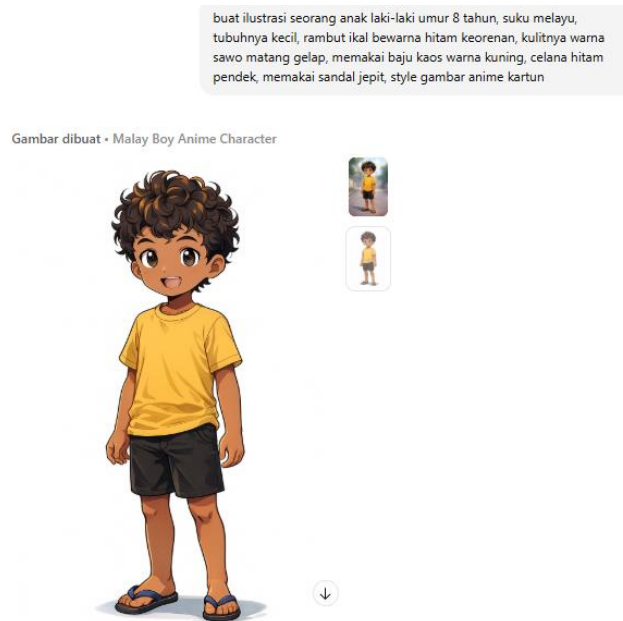 buat ilustrasi seorang anak laki-laki umur 8 tahun, suku melayu,
tubuhnya kecil, rambut ikal bewarna hitam keorenan, kulitnya warna
sawo matang gelap, memakai baju kaos warna kuning, celana hitam
pendek, memakai sandal jepit, style gambar anime kartun
Gambar dibuat • Malay Boy Anime Character